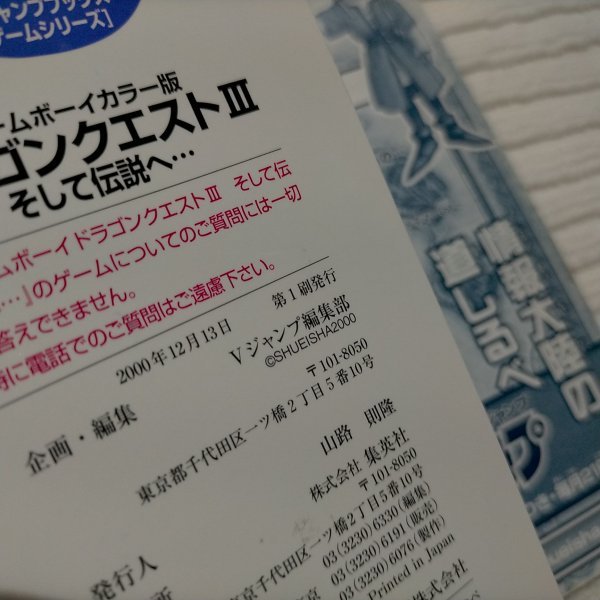 ャンプブックス
ゲームシリーズ]
ームボーイカラー版
ゴンクエストⅢ
そして伝説へ…
ムボーイドラゴンクエストⅢ そして伝
…』のゲームについてのご質問には一切
答えできません。
に電話でのご質問はご遠慮下さい。
2000年12月13日 第1刷発行
企画・編集 Vジャンプ編集部
©SHUEISHA2000
〒101-8050
東京都千代田区一ツ橋2丁目5番10号
発行人 山路 則隆
所 株式会社 集英社
〒101-8050
東京都千代田区一ツ橋2丁目5番10号
03(3230)6330(編集)
03(3230)6191(販売)
03(3230)6076(製作)
Printed in Japan
株式会社
情報大陸の
道しるべ